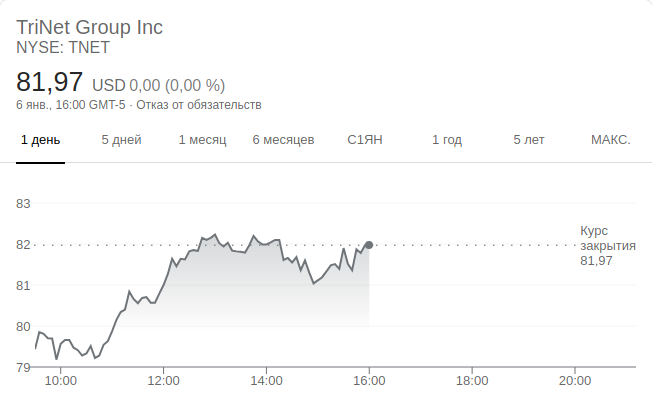 TriNet Group Inc
NYSE: TNET
81,97 USD 0,00 (0,00 %)
6 янв., 16:00 GMT-5 · Отказ от обязательств
1 день 5 дней 1 месяц 6 месяцев С1ЯН 1 год 5 лет МАКС.
83
Курс
82 закрытия
81,97
81
80
79
10:00 12:00 14:00 16:00 18:00 20:00